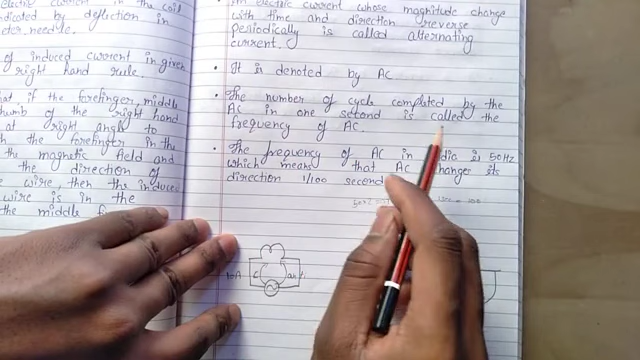 electric current in the coil
dicated by deflection in
needle.
of induced current in given
right hand rule.
that if the forefinger, middle
thumb of the right hand
at right angle to
the forefinger in the
the magnetic field and
the direction of
wire, then the induce
wire is in the
the middle
An electric current whose magnitude change
with time and direction reverse
periodically is called alternating
current.
It is denoted by AC
The number of cycle completed by the
AC in one second is called the
frequency of AC.
The frequency of AC in is 50Hz
which means that AC changes its
direction 1/100 second